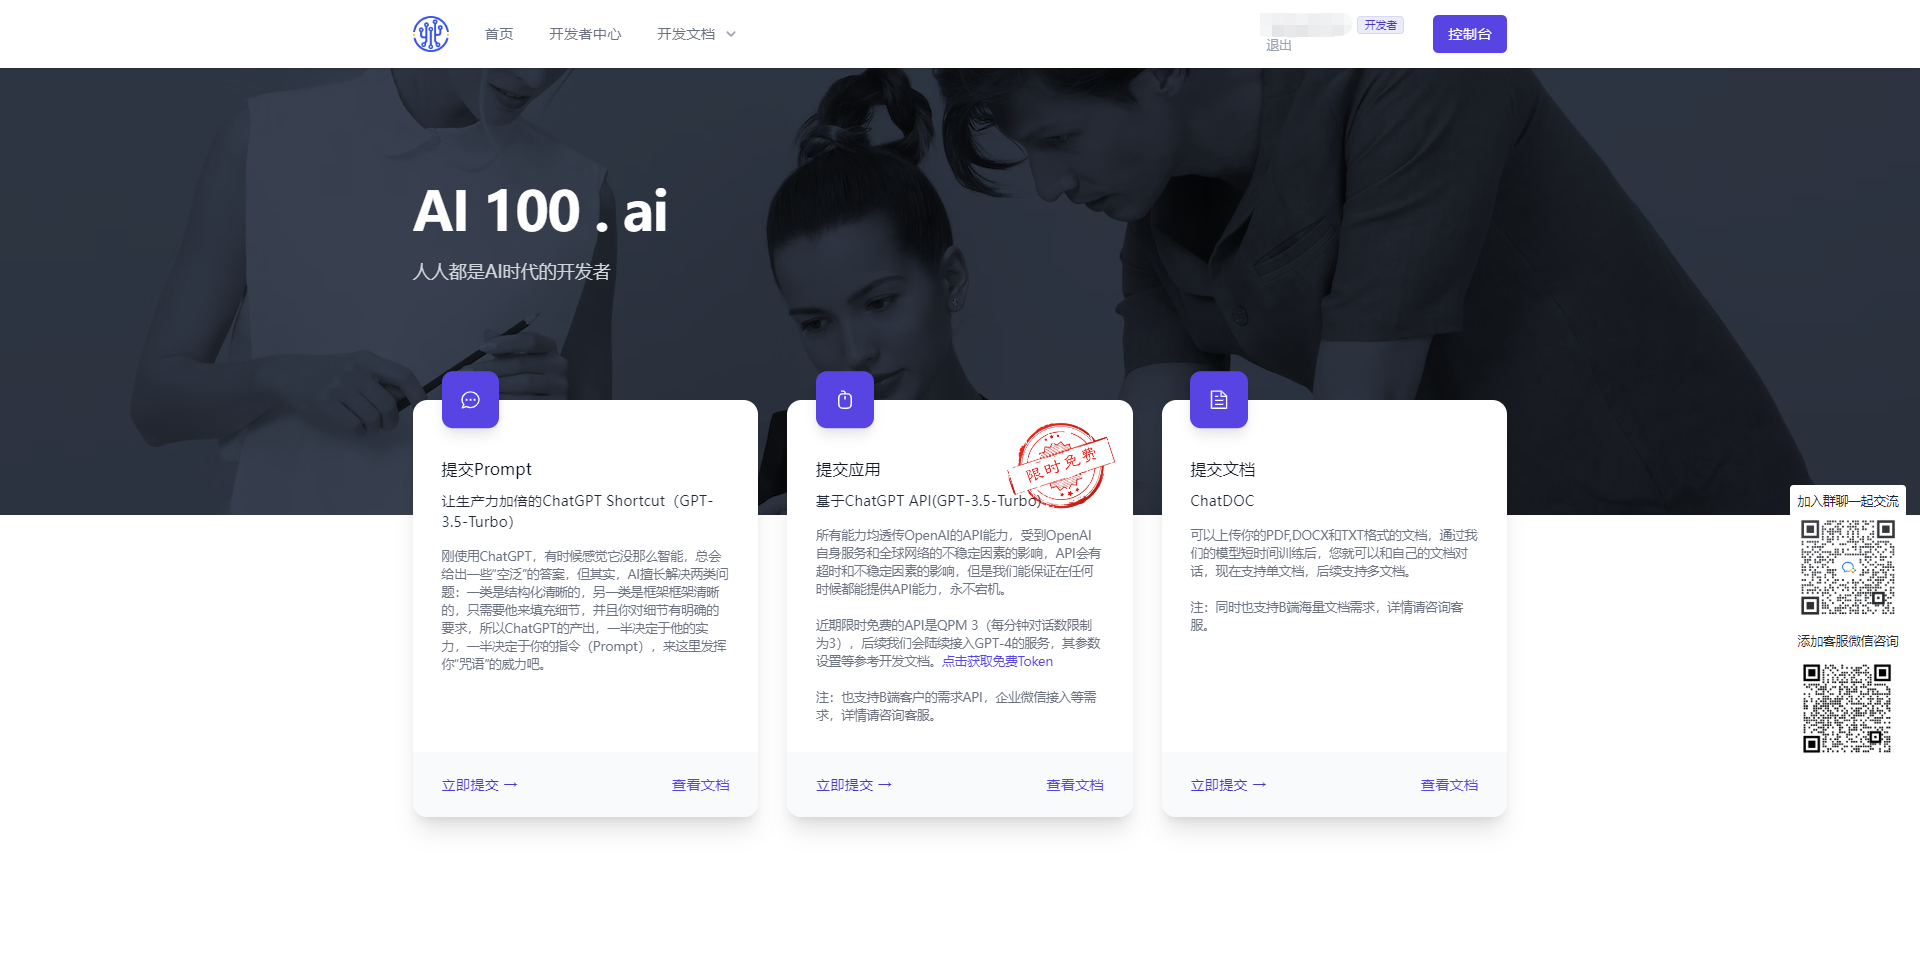 首页
开发者中心
开发文档
开发者
退出
控制台
AI 100 . ai
人人都是AI时代的开发者
提交Prompt
让生产力加倍的ChatGPT Shortcut（GPT-
3.5-Turbo）
刚使用ChatGPT，有时候感觉它没那么智能，总会
给出一些“空泛”的答案，但其实，AI擅长解决两类问
题：一类是结构化清晰的，另一类是框架框架清晰
的，只需要他来填充细节，并且你对细节有明确的
要求，所以ChatGPT的产出，一半决定于他的实
力，一半决定于你的指令（Prompt），来这里发挥
你“咒语”的威力吧。
立即提交 →
查看文档
提交应用
限时免费
基于ChatGPT API(GPT-3.5-Turbo)
所有能力均透传OpenAI的API能力，受到OpenAI
自身服务和全球网络的不稳定因素的影响，API会有
超时和不稳定因素的影响，但是我们能保证在任何
时候都能提供API能力，永不宕机。
近期限时免费的API是QPM 3（每分钟对话数限制
为3），后续我们会陆续接入GPT-4的服务，其参数
设置等参考开发文档。点击获取免费Token
注：也支持B端客户的需求API，企业微信接入等需
求，详情请咨询客服。
立即提交 →
查看文档
提交文档
ChatDOC
可以上传你的PDF,DOCX和TXT格式的文档，通过我
们的模型短时间训练后，您就可以和自己的文档对
话，现在支持单文档，后续支持多文档。
注：同时也支持B端海量文档需求，详情请咨询客
服。
立即提交 →
查看文档
加入群聊一起交流
添加客服微信咨询